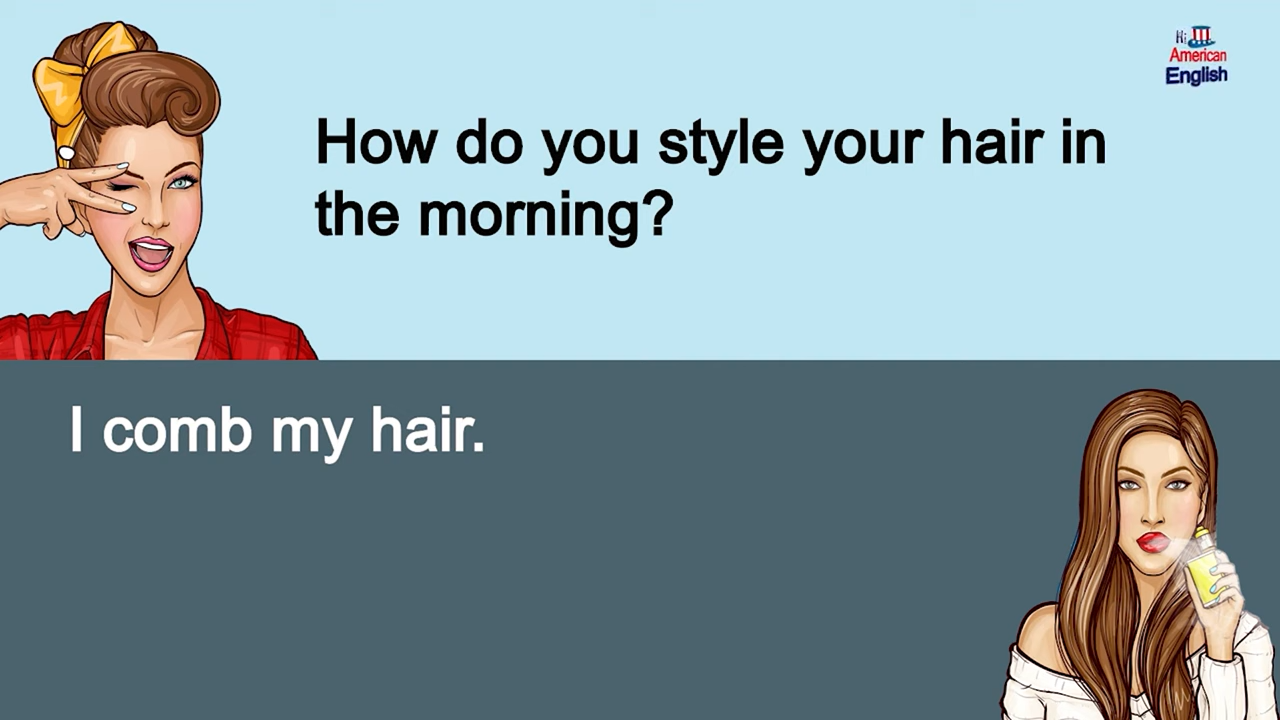 Hi
American
English
How do you style your hair in
the morning?
I comb my hair.